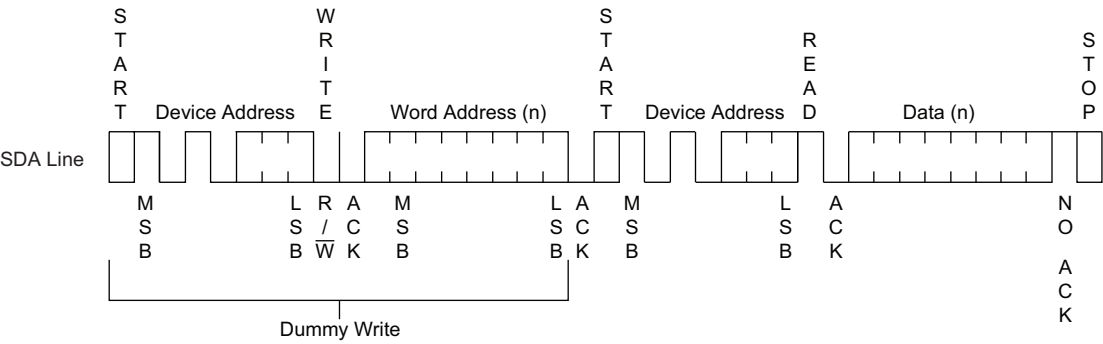 START
WRITE
START
READ
STOP
Device Address
Word Address (n)
Device Address
Data (n)
SDA Line
MSB
LSB
R/W̅
ACK
MSB
LSB
ACK
MSB
LSB
ACK
NO ACK
Dummy Write